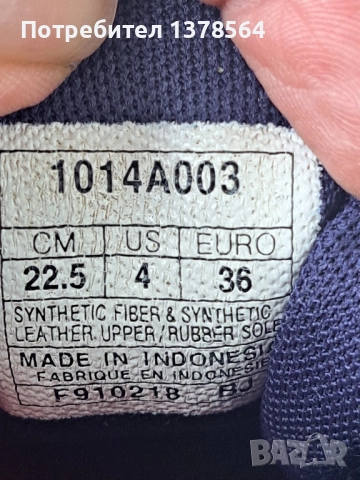 Потребител 1378564
1014A003
CM US EURO
22.5 4 36
SYNTHETIC FIBER & SYNTHETIC
LEATHER UPPER/RUBBER SOLE
MADE IN INDONESIA
FABRIQUE EN INDONESIE
F910218 BJ
BAZAR